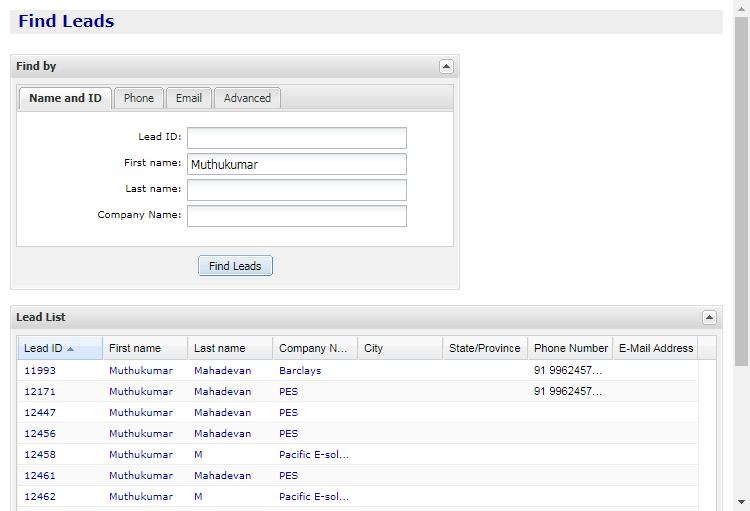 Find Leads
Find by
Name and ID Phone Email Advanced
Lead ID:
First name: Muthukumar
Last name:
Company Name:
Find Leads
Lead List
Lead ID First name Last name Company N... City State/Province Phone Number E-Mail Address
11993 Muthukumar Mahadevan Barclays 91 9962457...
12171 Muthukumar Mahadevan PES 91 9962457...
12447 Muthukumar Mahadevan PES
12456 Muthukumar Mahadevan PES
12458 Muthukumar M Pacific E-sol...
12461 Muthukumar Mahadevan PES
12462 Muthukumar M Pacific E-sol...